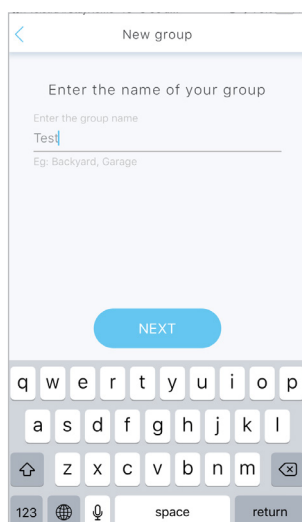 New group
Enter the name of your group
Enter the group name
Test
Eg: Backyard, Garage
NEXT
q w e r t y u i o p
a s d f g h j k l
z x c v b n m
123 space return